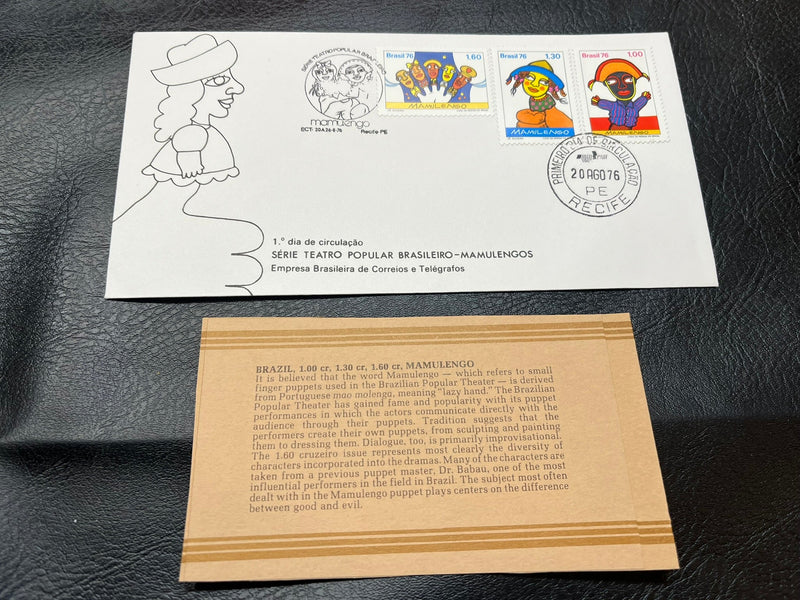 SÉRIE TEATRO POPULAR BRASILEIRO
mamulengo
ECT- 20A26-8-76 Recife PE
Brasil 76 1,60
MAMULENGO
Brasil 76 1,30
MAMULENGO
Brasil 76 1,00
MAMULENGO
PRIMEIRO DIA DE CIRCULAÇÃO
20 AGO 76
PE
RECIFE
1.º dia de circulação
SÉRIE TEATRO POPULAR BRASILEIRO-MAMULENGOS
Empresa Brasileira de Correios e Telégrafos
BRAZIL, 1.00 cr, 1.30 cr, 1.60 cr, MAMULENGO
It is believed that the word Mamulengo — which refers to small
finger puppets used in the Brazilian Popular Theater — is derived
from Portuguese mao molenga, meaning "lazy hand." The Brazilian
Popular Theater has gained fame and popularity with its puppet
performances in which the actors communicate directly with the
audience through their puppets. Tradition suggests that the
performers create their own puppets, from sculpting and painting
them to dressing them. Dialogue, too, is primarily improvisational.
The 1.60 cruzeiro issue represents most clearly the diversity of
characters incorporated into the dramas. Many of the characters are
taken from a previous puppet master, Dr. Babau, one of the most
influential performers in the field in Brazil. The subject most often
dealt with in the Mamulengo puppet plays centers on the difference
between good and evil.